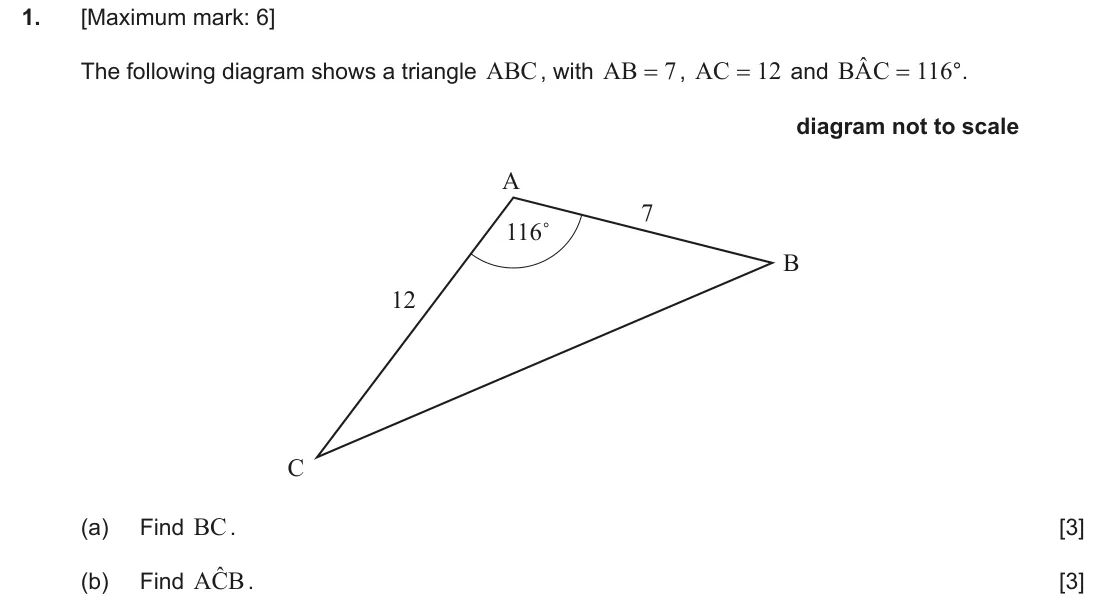 1. [Maximum mark: 6]
The following diagram shows a triangle ABC, with AB = 7, AC = 12 and BÂC = 116°.
diagram not to scale
A
7
116°
B
12
C
(a) Find BC. [3]
(b) Find AĈB. [3]